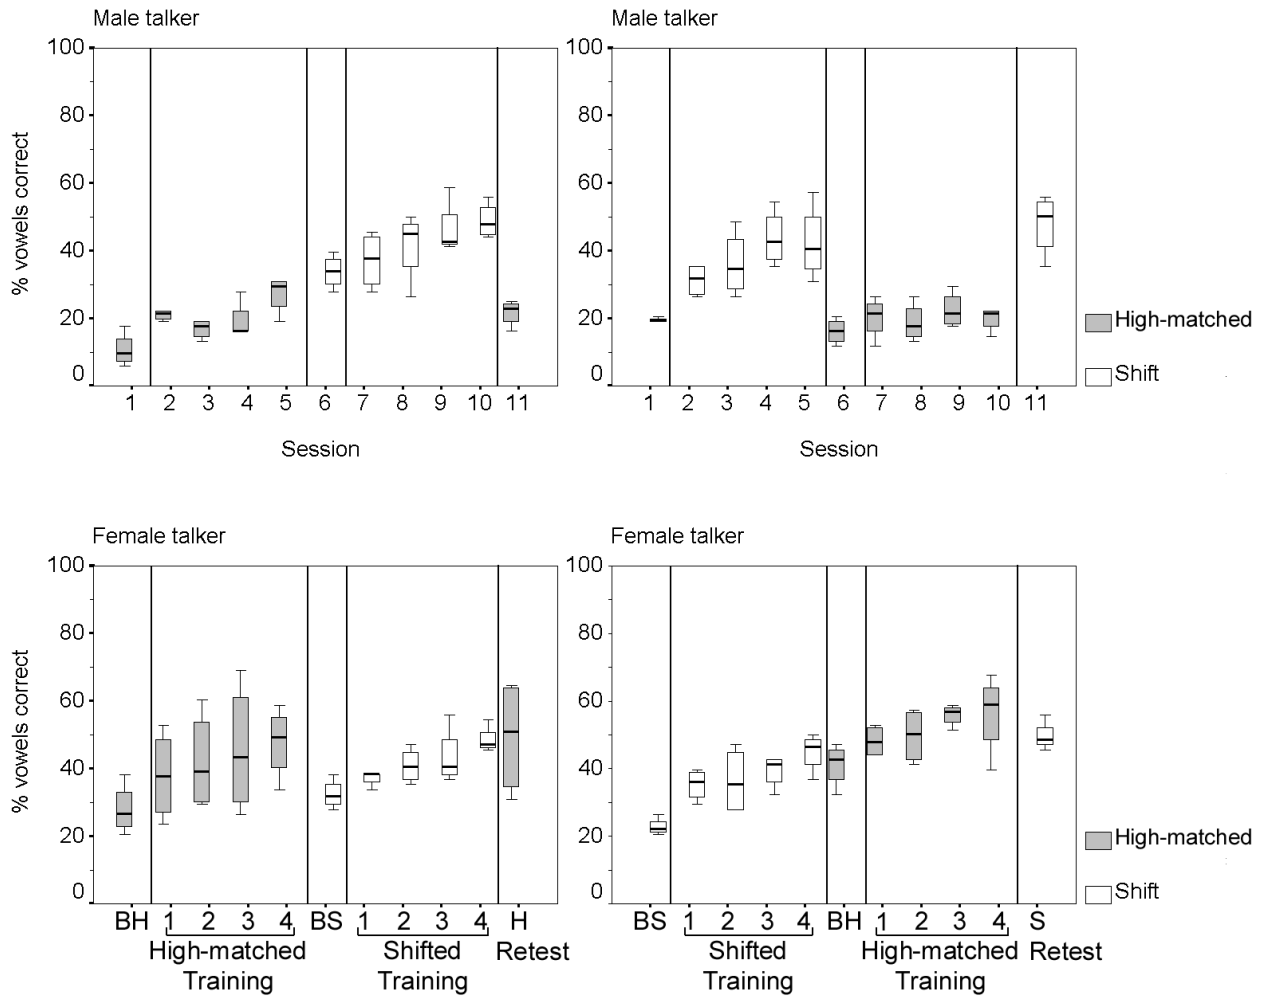 Male talker
Male talker
100
80
60
40
20
0
% vowels correct
1 2 3 4 5 6 7 8 9 10 11
Session
100
80
60
40
20
0
1 2 3 4 5 6 7 8 9 10 11
Session
High-matched
Shift
Female talker
Female talker
100
80
60
40
20
0
% vowels correct
BH 1 2 3 4 BS 1 2 3 4 H
High-matched Shifted Retest
Training Training
100
80
60
40
20
0
BS 1 2 3 4 BH 1 2 3 4 S
Shifted High-matched Retest
Training Training
High-matched
Shift